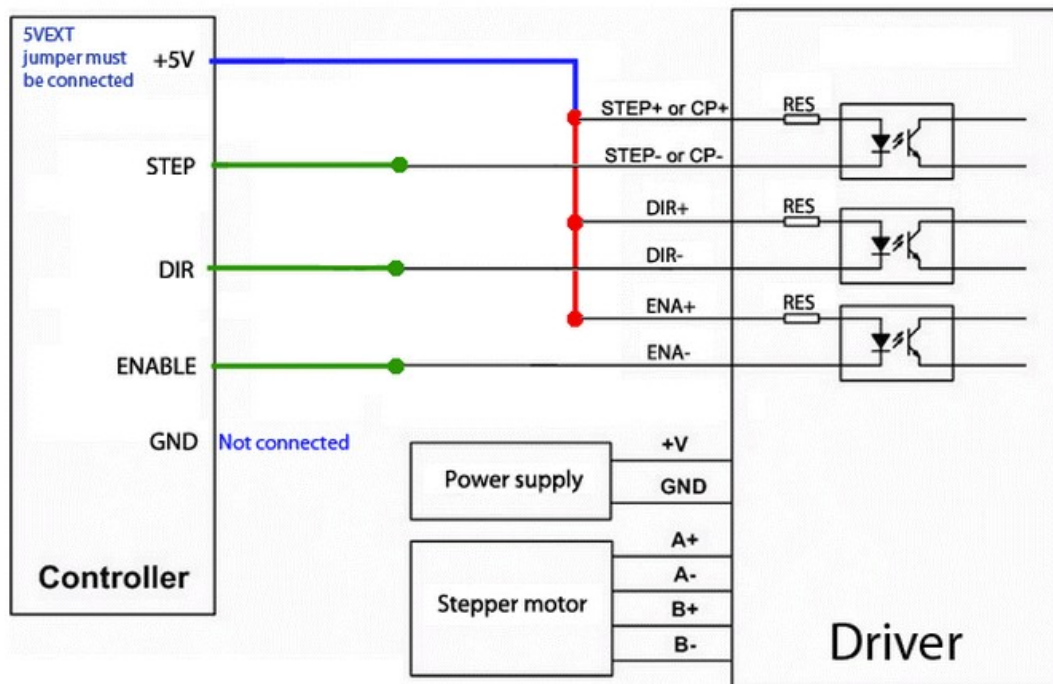 5VEXT
jumper must
be connected
+5V
STEP
DIR
ENABLE
GND
Not connected
Controller
STEP+ or CP+
STEP- or CP-
DIR+
DIR-
ENA+
ENA-
RES
RES
RES
Power supply
+V
GND
Stepper motor
A+
A-
B+
B-
Driver